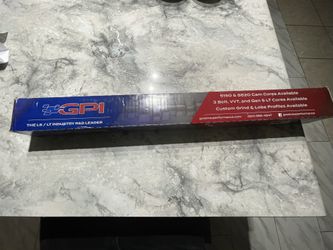 GPI
THE LS / LT INDUSTRY R&D LEADER
5150 & 8620 Cam Cores Available
3 Bolt, VVT, and Gen 5 LT Cores Available
Custom Grind & Lobe Profiles Available